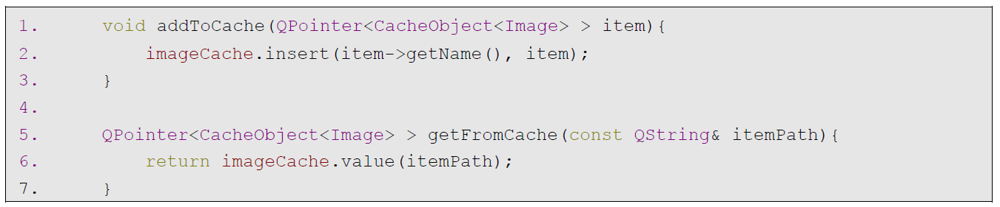 1. void addToCache(QPointer<CacheObject<Image> > item){
2. imageCache.insert(item->getName(), item);
3. }
4.
5. QPointer<CacheObject<Image> > getFromCache(const QString& itemPath){
6. return imageCache.value(itemPath);
7. }